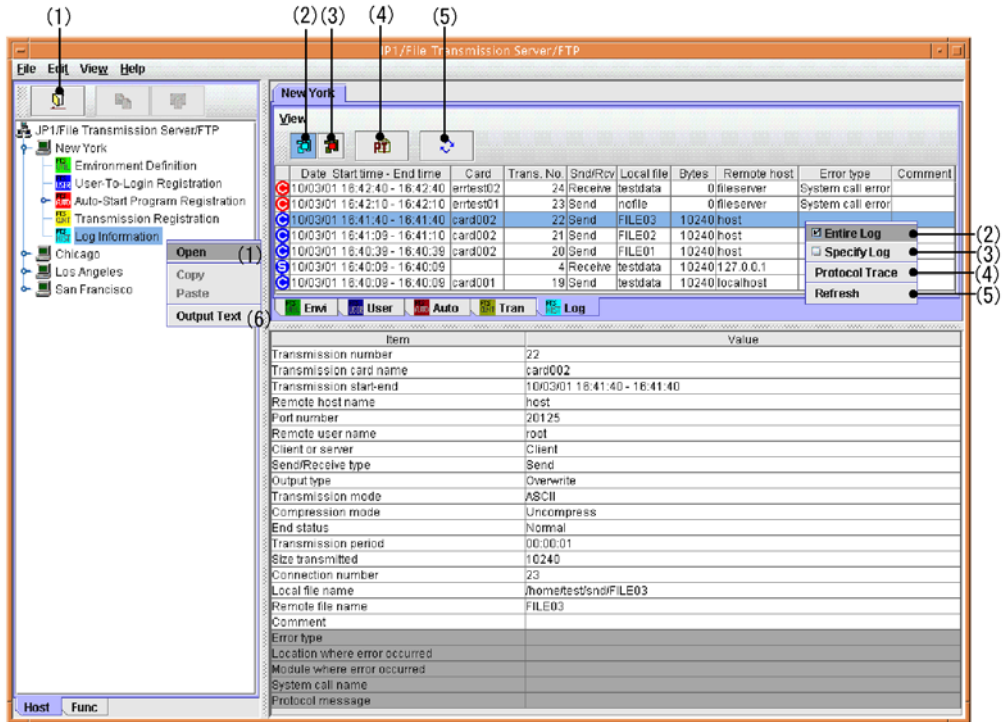 (1) (2) (3) (4) (5)
JP1/File Transmission Server/FTP
File Edit View Help
JP1/File Transmission Server/FTP
New York
Environment Definition
User-To-Login Registration
Auto-Start Program Registration
Transmission Registration
Log Information
Chicago
Los Angeles
San Francisco
Open (1)
Copy
Paste
Output Text (6)
Host Func
New York
View
Date Start time - End time Card Trans. No. Snd/Rcv Local file Bytes Remote host Error type Comment
C 10/03/01 16:42:40 - 16:42:40 errtest02 24 Receive testdata 0 fileserver System call error
C 10/03/01 16:42:10 - 16:42:10 errtest01 23 Send nofile 0 fileserver System call error
C 10/03/01 16:41:40 - 16:41:40 card002 22 Send FILE03 10240 host
C 10/03/01 16:41:09 - 16:41:10 card002 21 Send FILE02 10240 host
C 10/03/01 16:40:39 - 16:40:39 card002 20 Send FILE01 10240 host
S 10/03/01 16:40:09 - 16:40:09 4 Receive testdata 10240 127.0.0.1
C 10/03/01 16:40:09 - 16:40:09 card001 19 Send testdata 10240 localhost
Entire Log (2)
Specify Log (3)
Protocol Trace (4)
Refresh (5)
Envi User Auto Tran Log
Item Value
Transmission number 22
Transmission card name card002
Transmission start-end 10/03/01 16:41:40 - 16:41:40
Remote host name host
Port number 20125
Remote user name root
Client or server Client
Send/Receive type Send
Output type Overwrite
Transmission mode ASCII
Compression mode Uncompress
End status Normal
Transmission period 00:00:01
Size transmitted 10240
Connection number 23
Local file name /home/test/snd/FILE03
Remote file name FILE03
Comment
Error type
Location where error occurred
Module where error occurred
System call name
Protocol message